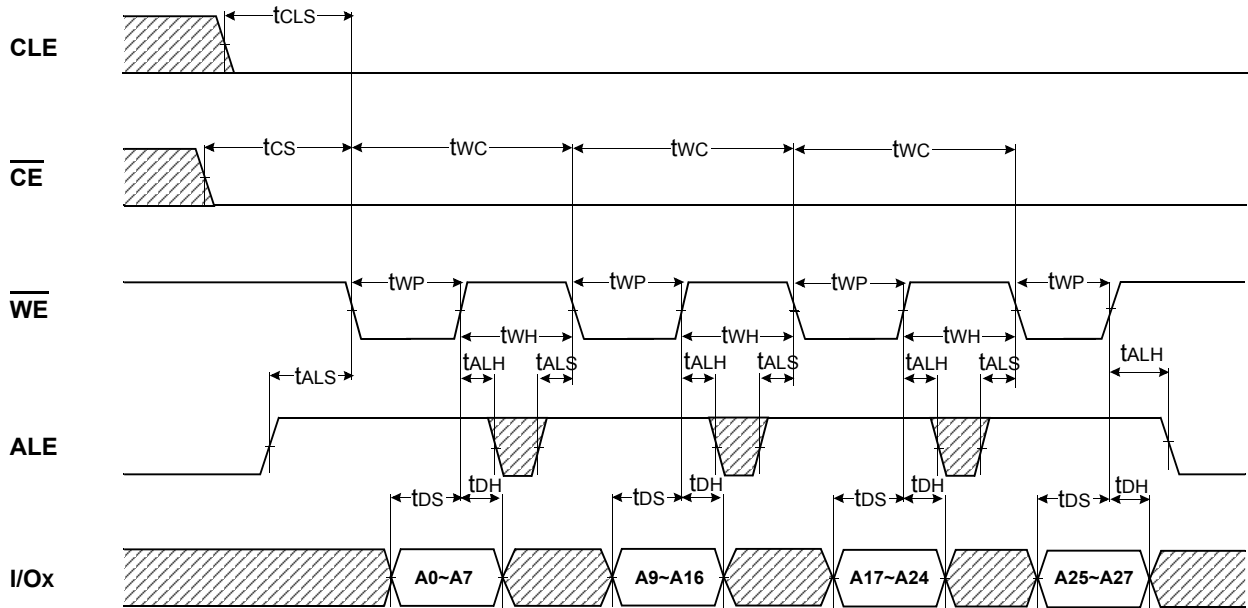 tCLS
CLE
tCS tWC tWC tWC
CE
tWP tWP tWP tWP
WE
tWH tWH tWH
tALS tALH tALS tALH tALS tALH tALS tALH
ALE
tDS tDH tDS tDH tDS tDH tDS tDH
I/Ox A0~A7 A9~A16 A17~A24 A25~A27